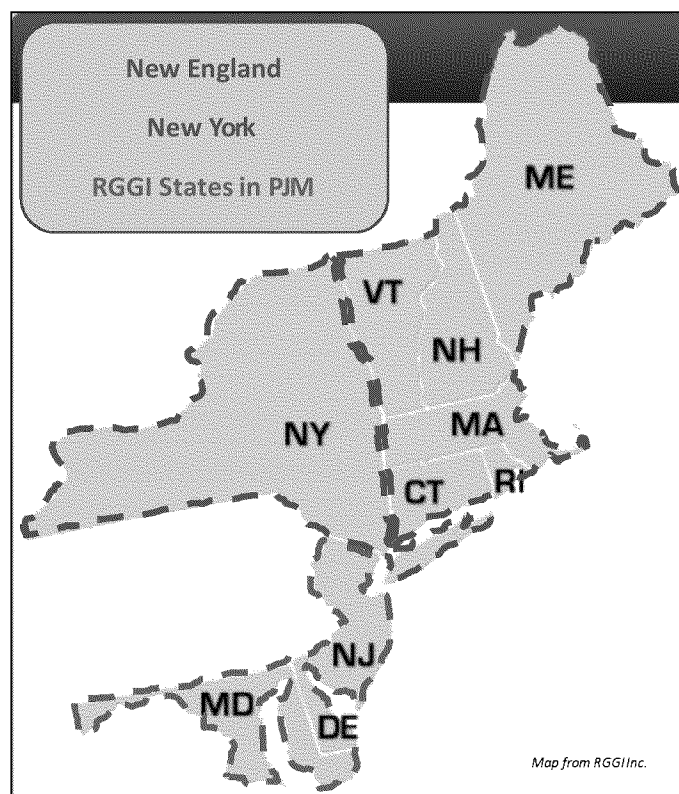 New England
New York
RGGI States in PJM
ME
VT
NH
NY
MA
CT
RI
NJ
MD
DE
Map from RGGI Inc.